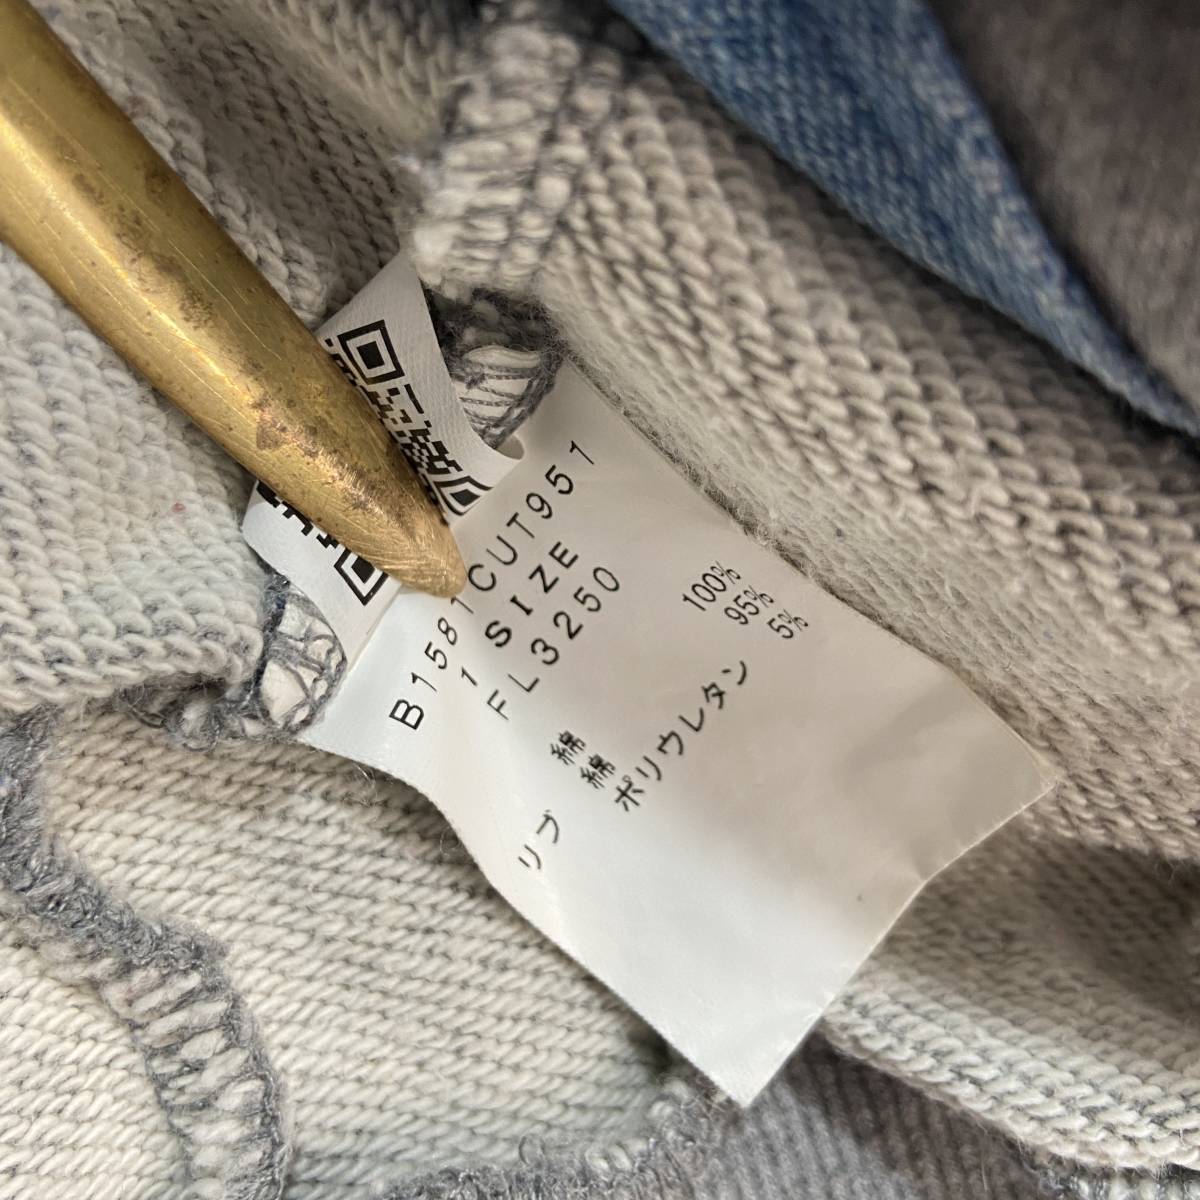 B1581CUT951
1 SIZE
FL3250
綿 100%
リブ 綿 95%
ポリウレタン 5%